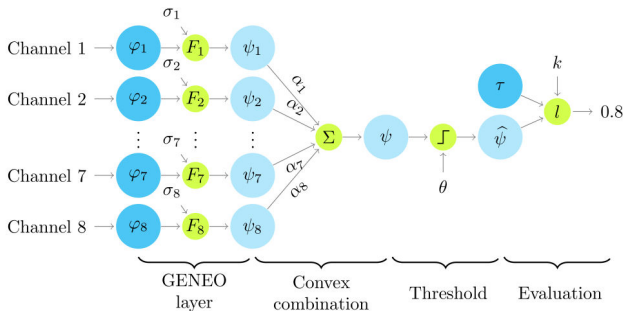 σ₁
Channel 1 φ₁ F₁ ψ₁
σ₂ α₁
Channel 2 φ₂ F₂ ψ₂ α₂
k
τ
⋮ ⋮ ⋮ Σ ψ ψ̂ l 0.8
σ₇
Channel 7 φ₇ F₇ ψ₇ α₇
σ₈ α₈ θ
Channel 8 φ₈ F₈ ψ₈
GENEO layer
Convex combination
Threshold
Evaluation